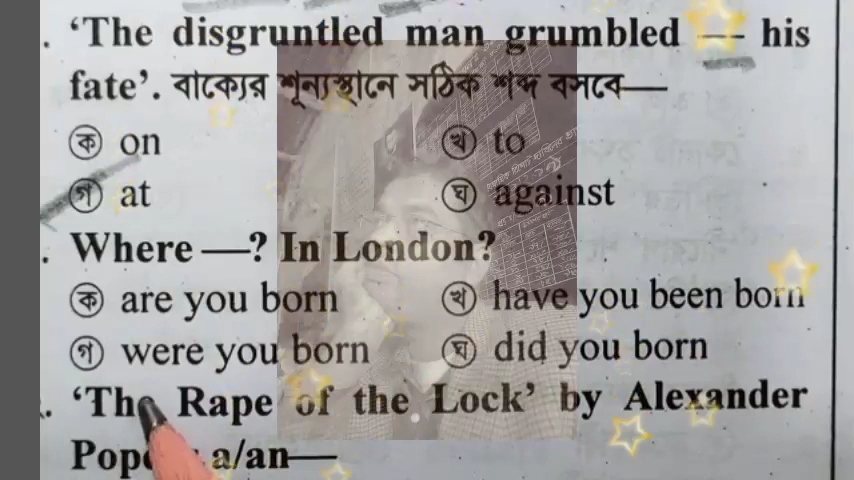 . ‘The disgruntled man grumbled — his
fate’. বাক্যের শূন্যস্থানে সঠিক শব্দ বসবে—
ক on
খ to
গ at
ঘ against
. Where —? In London?
ক are you born
খ have you been born
গ were you born
ঘ did you born
. ‘The Rape of the Lock’ by Alexander
Pope a/an—